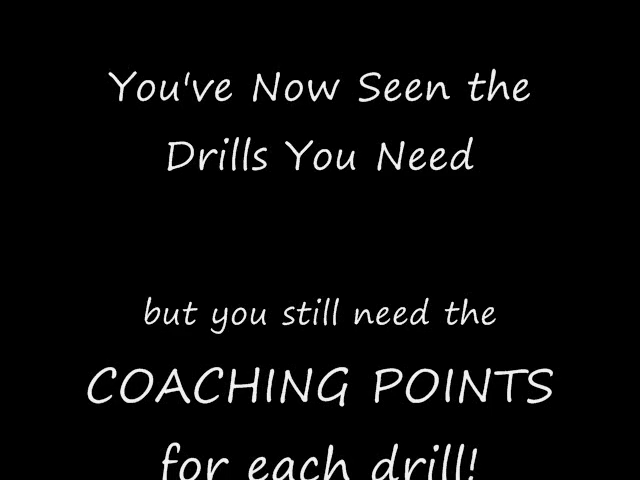 You've Now Seen the
Drills You Need
but you still need the
COACHING POINTS
for each drill!